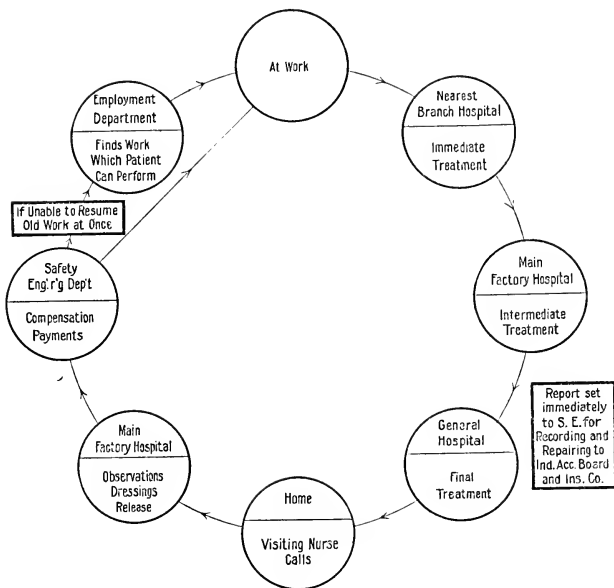 At Work
Nearest
Branch Hospital
Immediate
Treatment
Main
Factory Hospital
Intermediate
Treatment
Report set
immediately
to S. E. for
Recording and
Repairing to
Ind. Acc. Board
and Ins. Co.
General
Hospital
Final
Treatment
Home
Visiting Nurse
Calls
Main
Factory Hospital
Observations
Dressings
Release
Safety
Eng'r'g Dep't
Compensation
Payments
If Unable to Resume
Old Work at Once
Employment
Department
Finds Work
Which Patient
Can Perform